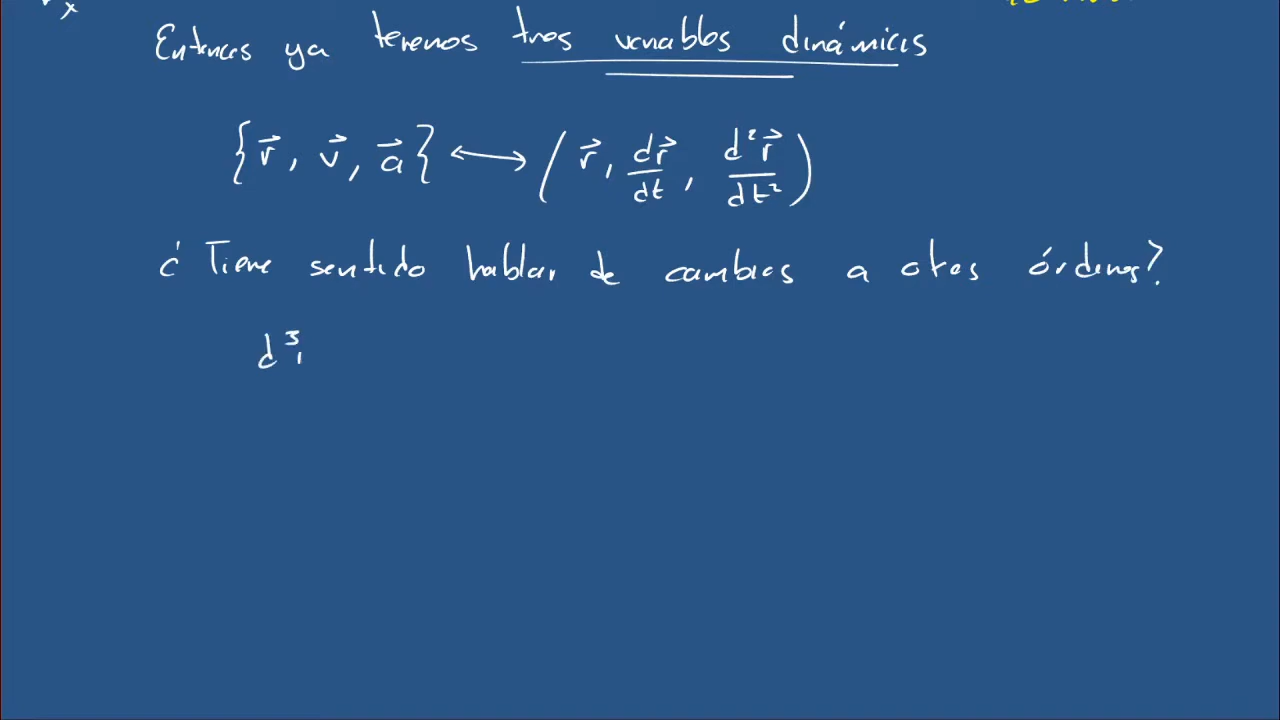 x
Entonces ya tenemos tres variables dinámicas
{r⃗, v⃗, a⃗} ↔ (r⃗, dr⃗/dt, d²r⃗/dt²)
¿Tiene sentido hablar de cambios a otros órdenes?
d³